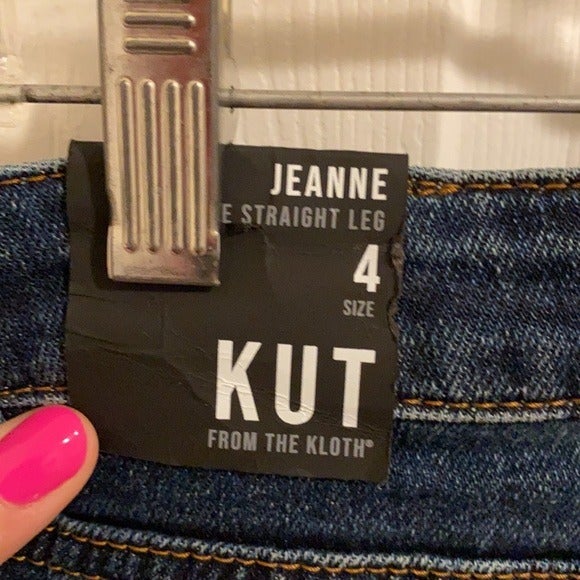 JEANNE
E STRAIGHT LEG
4
SIZE
KUT
FROM THE KLOTH®